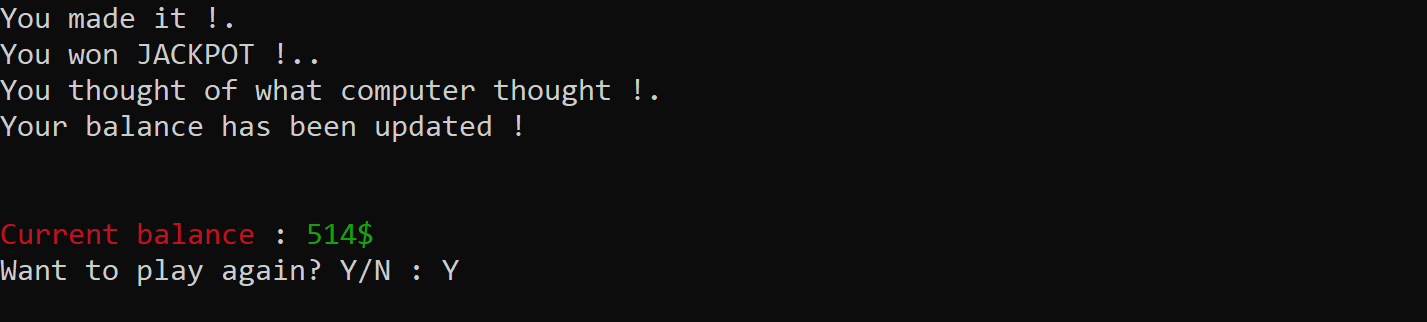 You made it !.
You won JACKPOT !..
You thought of what computer thought !.
Your balance has been updated !
Current balance : 514$
Want to play again? Y/N : Y